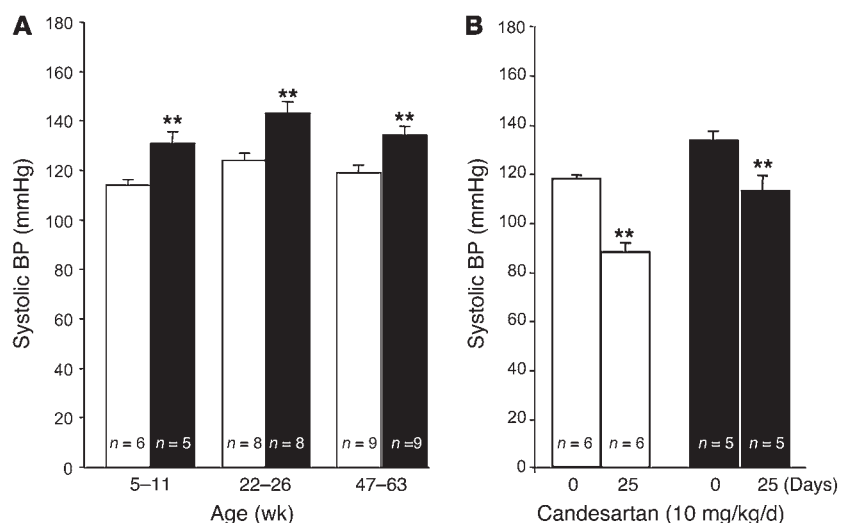 A
Systolic BP (mmHg)
180
160
140
120
100
80
60
40
20
0
** ** **
n = 6 n = 5 n = 8 n = 8 n = 9 n =9
5–11 22–26 47–63
Age (wk)
B
Systolic BP (mmHg)
180
160
140
120
100
80
60
40
20
0
** **
n = 6 n = 6 n = 5 n = 5
0 25 0 25 (Days)
Candesartan (10 mg/kg/d)